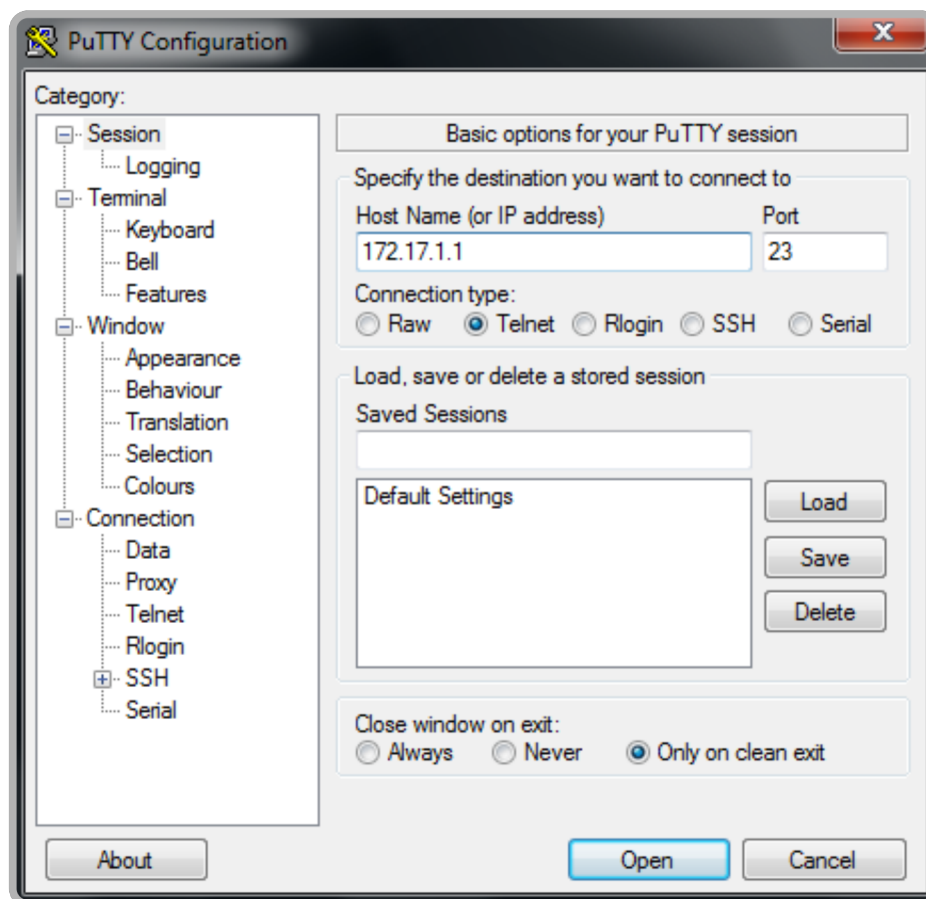 PuTTY Configuration
Category:
Session
Logging
Terminal
Keyboard
Bell
Features
Window
Appearance
Behaviour
Translation
Selection
Colours
Connection
Data
Proxy
Telnet
Rlogin
SSH
Serial
Basic options for your PuTTY session
Specify the destination you want to connect to
Host Name (or IP address) Port
172.17.1.1 23
Connection type:
Raw Telnet Rlogin SSH Serial
Load, save or delete a stored session
Saved Sessions
Default Settings
Load
Save
Delete
Close window on exit:
Always Never Only on clean exit
About Open Cancel